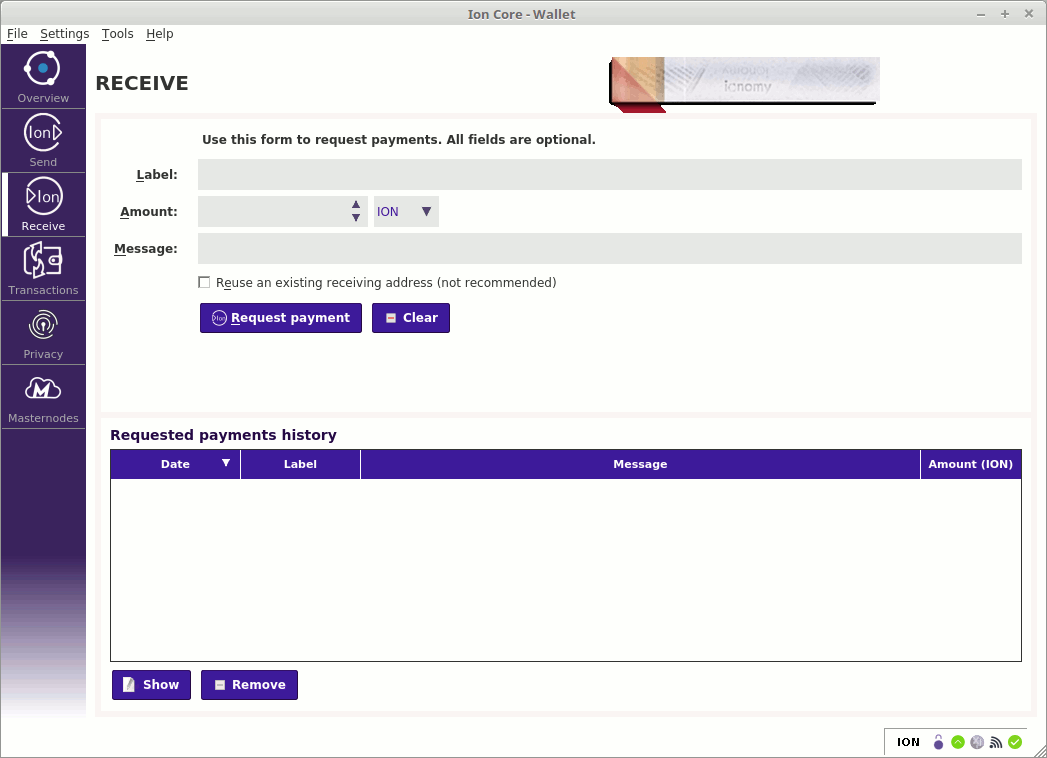 Ion Core - Wallet
File Settings Tools Help
Overview
Ion
Send
Ion
Receive
Transactions
Privacy
M
Masternodes
RECEIVE
ionomy
Use this form to request payments. All fields are optional.
Label:
Amount: ION
Message:
Reuse an existing receiving address (not recommended)
Request payment Clear
Requested payments history
Date Label Message Amount (ION)
Show Remove
ION